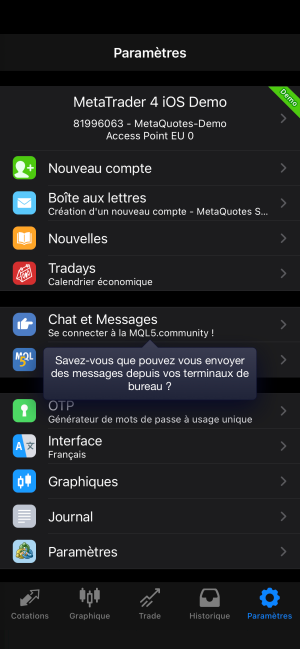 Paramètres
Demo
MetaTrader 4 iOS Demo
81996063 - MetaQuotes-Demo
Access Point EU 0
Nouveau compte
Boîte aux lettres
Création d'un nouveau compte - MetaQuotes S...
Nouvelles
Tradays
Calendrier économique
Chat et Messages
Se connecter à la MQL5.community !
MQL
5
Savez-vous que pouvez vous envoyer
des messages depuis vos terminaux de
bureau ?
OTP
Générateur de mots de passe à usage unique
Interface
Français
Graphiques
Journal
Paramètres
Cotations
Graphique
Trade
Historique
Paramètres